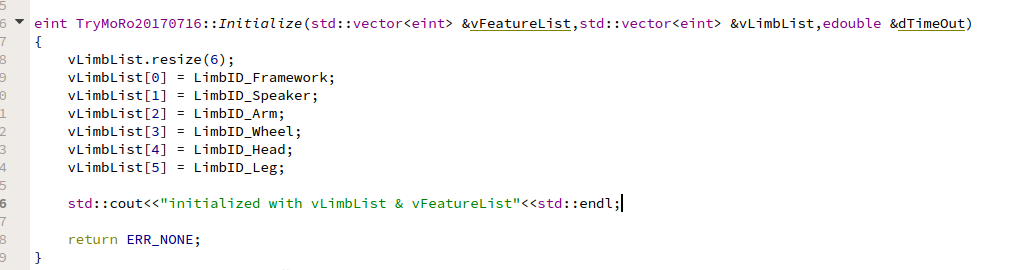 5
6 eint TryMoRo20170716::Initialize(std::vector<eint> &vFeatureList,std::vector<eint> &vLimbList,edouble &dTimeOut)
7 {
8     vLimbList.resize(6);
9     vLimbList[0] = LimbID_Framework;
0     vLimbList[1] = LimbID_Speaker;
1     vLimbList[2] = LimbID_Arm;
2     vLimbList[3] = LimbID_Wheel;
3     vLimbList[4] = LimbID_Head;
4     vLimbList[5] = LimbID_Leg;
5
6     std::cout<<"initialized with vLimbList & vFeatureList"<<std::endl;
7
8     return ERR_NONE;
9 }